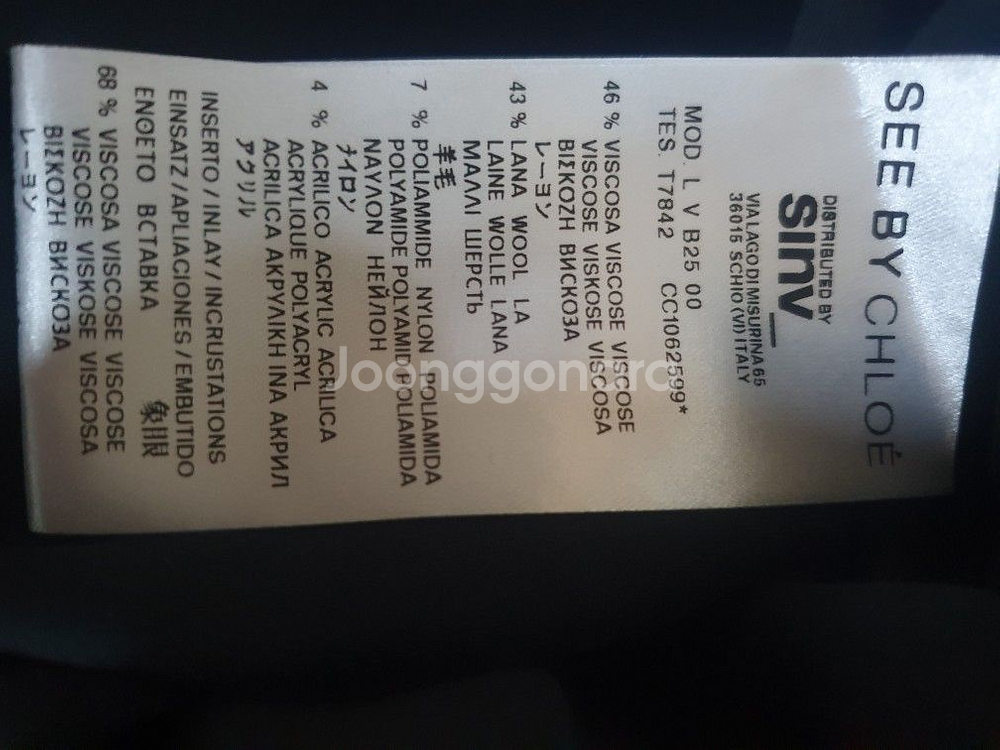 SEE BY CHLOÉ
DISTRIBUTED BY
sinv_
VIA LAGO DI MISURINA 65
36015 SCHIO (VI) ITALY
MOD. L V B25 00
TES. T7842 CC1062599*
46 % VISCOSA VISCOSE VISCOSE
VISCOSE VISKOSE VISCOSA
ΒΙΣΚΟΖΗ ВИСКОЗА
レーヨン
43 % LANA WOOL LA
LAINE WOLLE LANA
ΜΑΛΛΙ ШЕРСТЬ
羊毛
7 % POLIAMMIDE NYLON POLIAMIDA
POLYAMIDE POLYAMID POLIAMIDA
ΝΑΥΛΟΝ НЕЙЛОН
ナイロン
4 % ACRILICO ACRYLIC ACRILICA
ACRYLIQUE POLYACRYL
ACRILICA ΑΚΡΥΛΙΚΗ ΙΝΑ АКРИЛ
アクリル
INSERTO / INLAY / INCRUSTATIONS
EINSATZ / APLIACIONES / EMBUTIDO
ΕΝΘΕΤΟ ВСТАВКА 象眼
68 % VISCOSA VISCOSE VISCOSE
VISCOSE VISKOSE VISCOSA
ΒΙΣΚΟΖΗ ВИСКОЗА
レーヨン